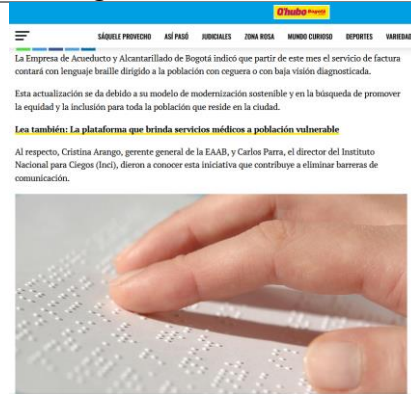 Q'hubo Bogotá
SÁQUELE PROVECHO ASÍ PASÓ JUDICIALES ZONA ROSA MUNDO CURIOSO DEPORTES VARIEDAD
La Empresa de Acueducto y Alcantarillado de Bogotá indicó que partir de este mes el servicio de factura
contará con lenguaje braille dirigido a la población con ceguera o con baja visión diagnosticada.
Esta actualización se da debido a su modelo de modernización sostenible y en la búsqueda de promover
la equidad y la inclusión para toda la población que reside en la ciudad.
Lea también: La plataforma que brinda servicios médicos a población vulnerable
Al respecto, Cristina Arango, gerente general de la EAAB, y Carlos Parra, el director del Instituto
Nacional para Ciegos (Inci), dieron a conocer esta iniciativa que contribuye a eliminar barreras de
comunicación.